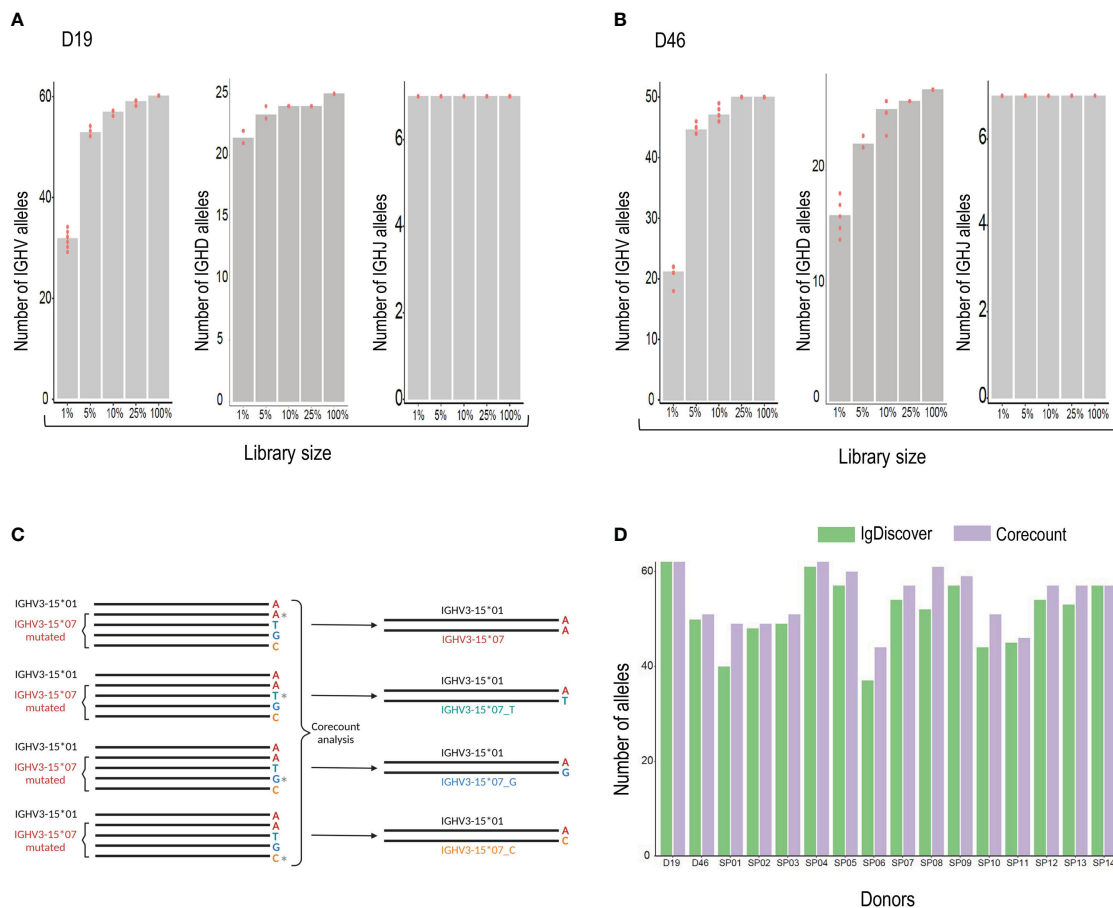 A
D19
Number of IGHV alleles
60
40
20
0
1% 5% 10% 25% 100%
Number of IGHD alleles
25
20
15
10
5
0
1% 5% 10% 25% 100%
Number of IGHJ alleles
6
4
2
0
1% 5% 10% 25% 100%
Library size
B
D46
Number of IGHV alleles
50
40
30
20
10
0
1% 5% 10% 25% 100%
Number of IGHD alleles
20
10
0
1% 5% 10% 25% 100%
Number of IGHJ alleles
6
4
2
0
1% 5% 10% 25% 100%
Library size
C
IGHV3-15*01 A
IGHV3-15*07 mutated A*
T
G
C
IGHV3-15*01 A
IGHV3-15*07 mutated A
T*
G
C
IGHV3-15*01 A
IGHV3-15*07 mutated A
T
G*
C
IGHV3-15*01 A
IGHV3-15*07 mutated A
T
G
C*
Corecount
analysis
IGHV3-15*01 A
IGHV3-15*07 A
IGHV3-15*01 A
IGHV3-15*07_T T
IGHV3-15*01 A
IGHV3-15*07_G G
IGHV3-15*01 A
IGHV3-15*07_C C
D
IgDiscover Corecount
Number of alleles
60
40
20
0
D19 D46 SP01 SP02 SP03 SP04 SP05 SP06 SP07 SP08 SP09 SP10 SP11 SP12 SP13 SP14
Donors